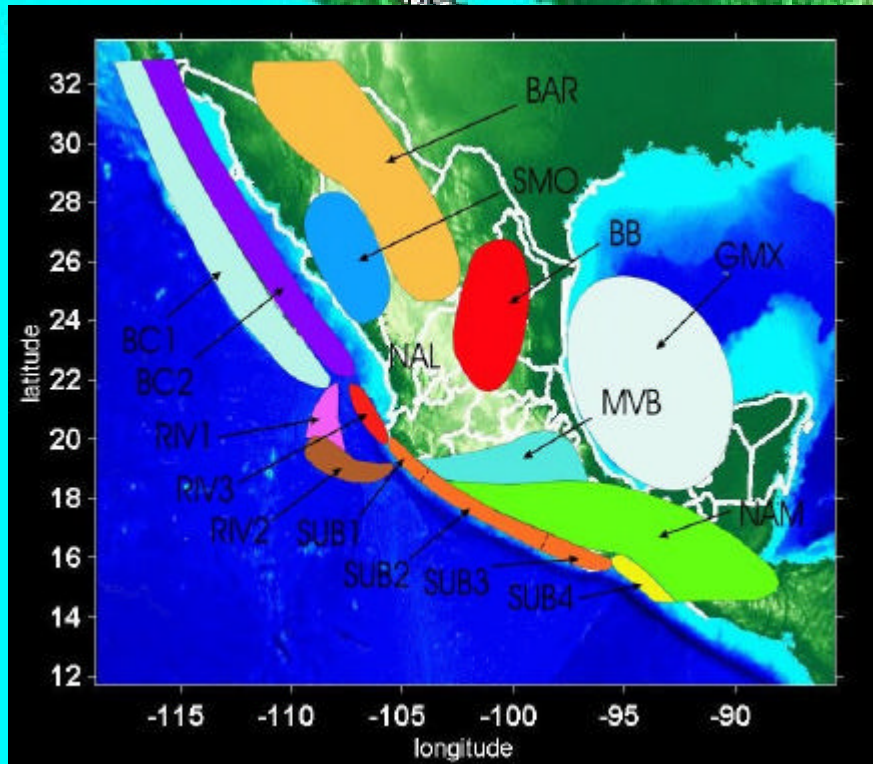 32
30
28
26
24
22
20
18
16
14
12
latitude
BAR
SMO
BB
GMX
BC1
BC2
NAL
MVB
RIV1
RIV3
RIV2
SUB1
NAM
SUB2
SUB3
SUB4
-115
-110
-105
-100
-95
-90
longitude